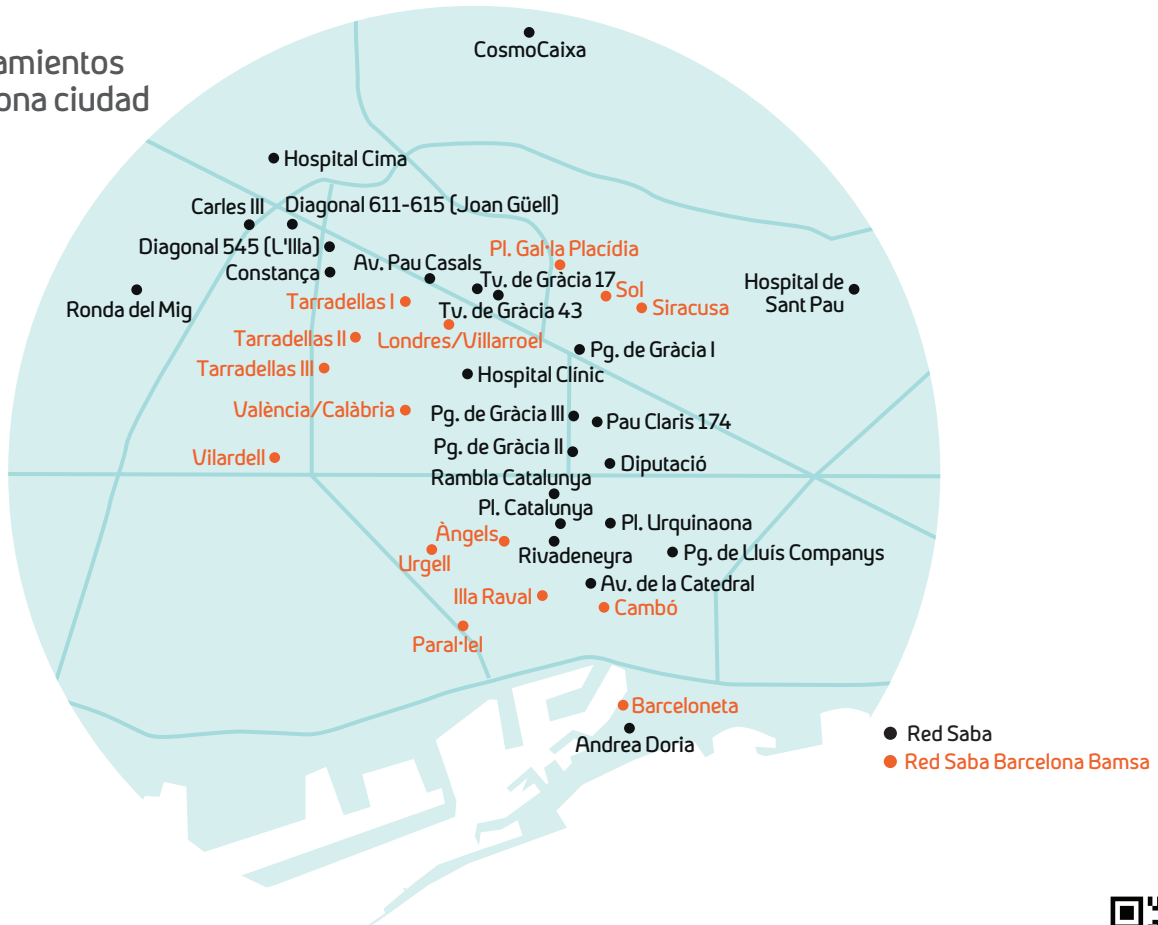 amientos
ona ciudad
CosmoCaixa
Hospital Cima
Carles III
Diagonal 611-615 (Joan Güell)
Diagonal 545 (L'Illa)
Pl. Gal·la Placídia
Av. Pau Casals
Constança
Tv. de Gràcia 17
Hospital de
Sant Pau
Ronda del Mig
Tarradellas I
Sol
Siracusa
Tv. de Gràcia 43
Tarradellas II
Londres/Villarroel
Pg. de Gràcia I
Tarradellas III
Hospital Clínic
València/Calàbria
Pg. de Gràcia III
Pau Claris 174
Pg. de Gràcia II
Vilardell
Diputació
Rambla Catalunya
Pl. Catalunya
Pl. Urquinaona
Àngels
Urgell
Rivadeneyra
Pg. de Lluís Companys
Av. de la Catedral
Illa Raval
Cambó
Paral·lel
Barceloneta
Andrea Doria
Red Saba
Red Saba Barcelona Bamsa